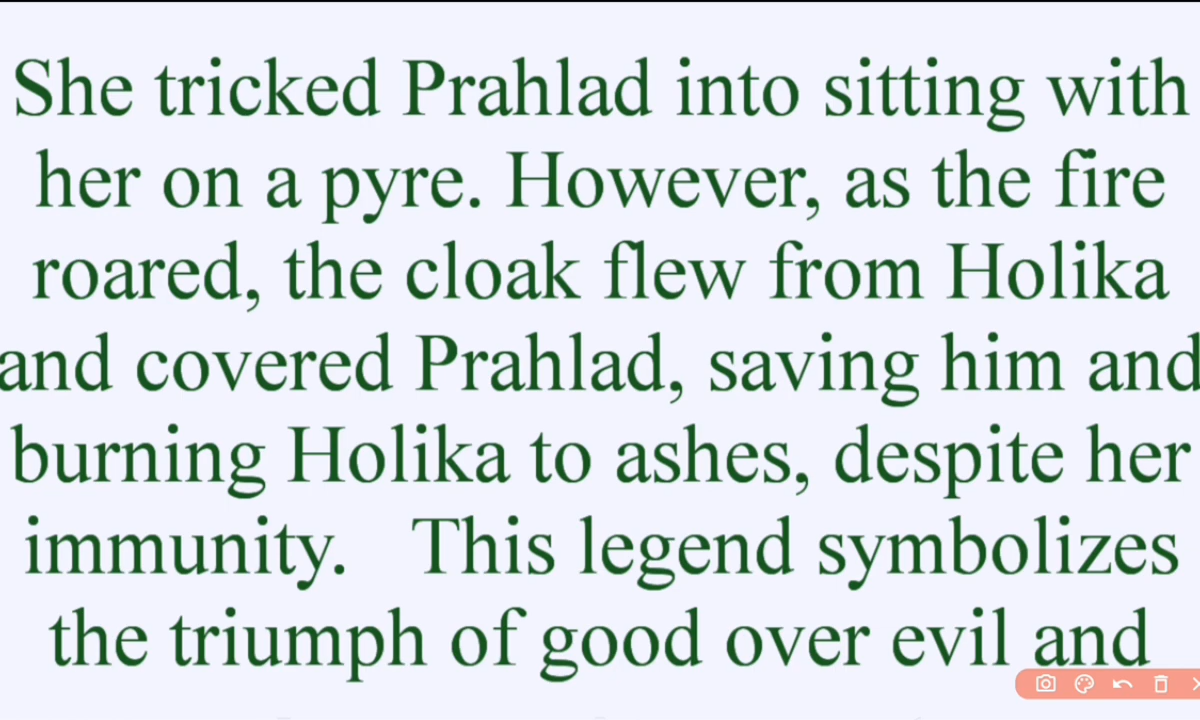 She tricked Prahlad into sitting with
her on a pyre. However, as the fire
roared, the cloak flew from Holika
and covered Prahlad, saving him and
burning Holika to ashes, despite her
immunity.   This legend symbolizes
the triumph of good over evil and